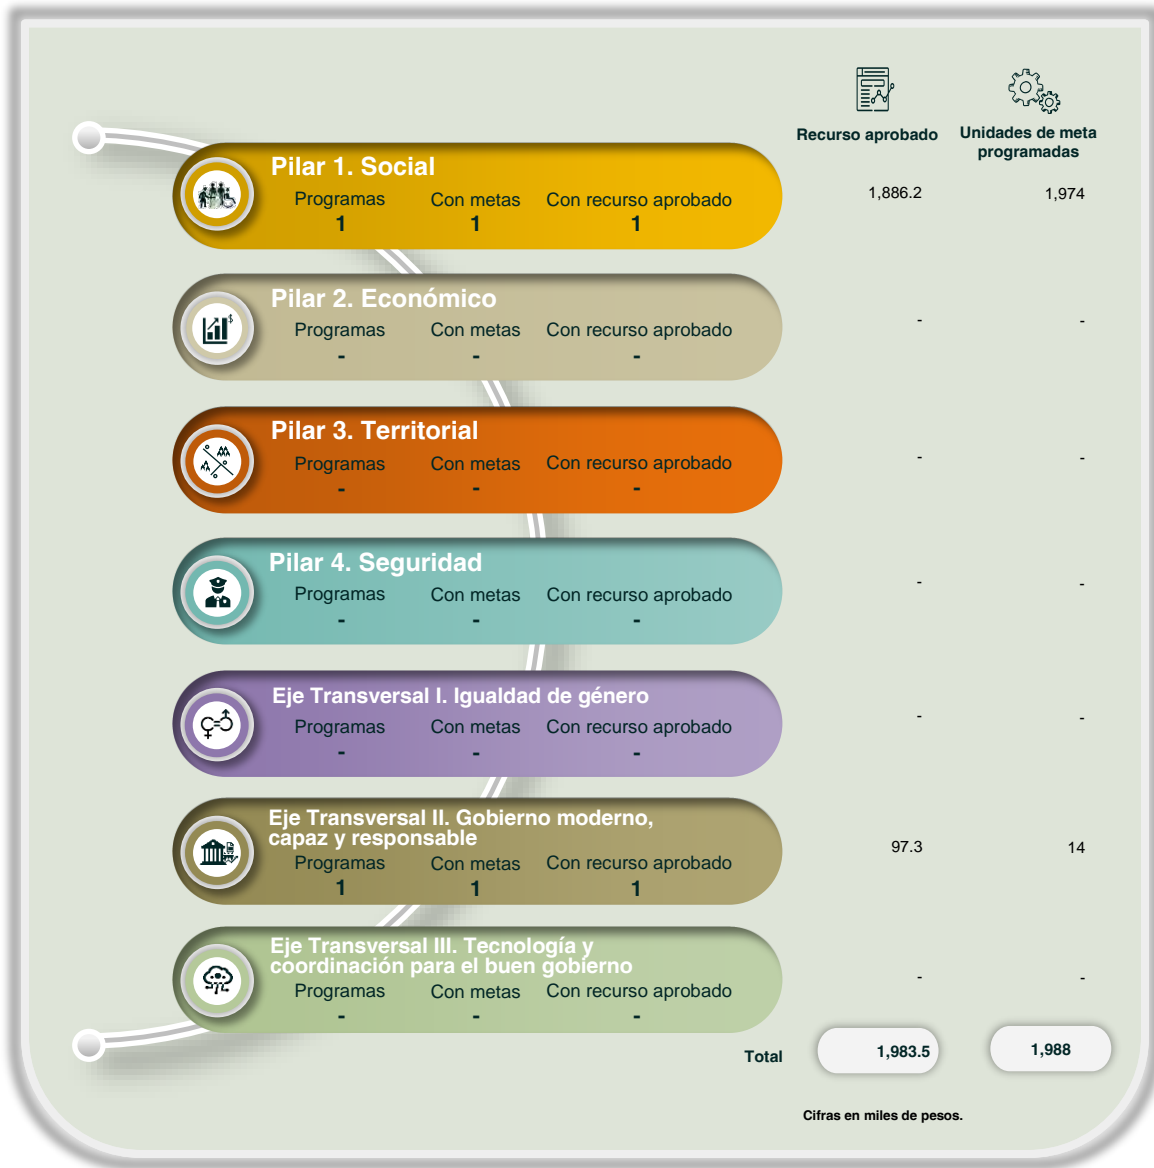 Recurso aprobado
Unidades de meta
programadas
Pilar 1. Social
Programas Con metas Con recurso aprobado
1 1 1
1,886.2 1,974
Pilar 2. Económico
Programas Con metas Con recurso aprobado
- - -
- -
Pilar 3. Territorial
Programas Con metas Con recurso aprobado
- - -
- -
Pilar 4. Seguridad
Programas Con metas Con recurso aprobado
- - -
- -
Eje Transversal I. Igualdad de género
Programas Con metas Con recurso aprobado
- - -
- -
Eje Transversal II. Gobierno moderno,
capaz y responsable
Programas Con metas Con recurso aprobado
1 1 1
97.3 14
Eje Transversal III. Tecnología y
coordinación para el buen gobierno
Programas Con metas Con recurso aprobado
- - -
- -
Total 1,983.5 1,988
Cifras en miles de pesos.